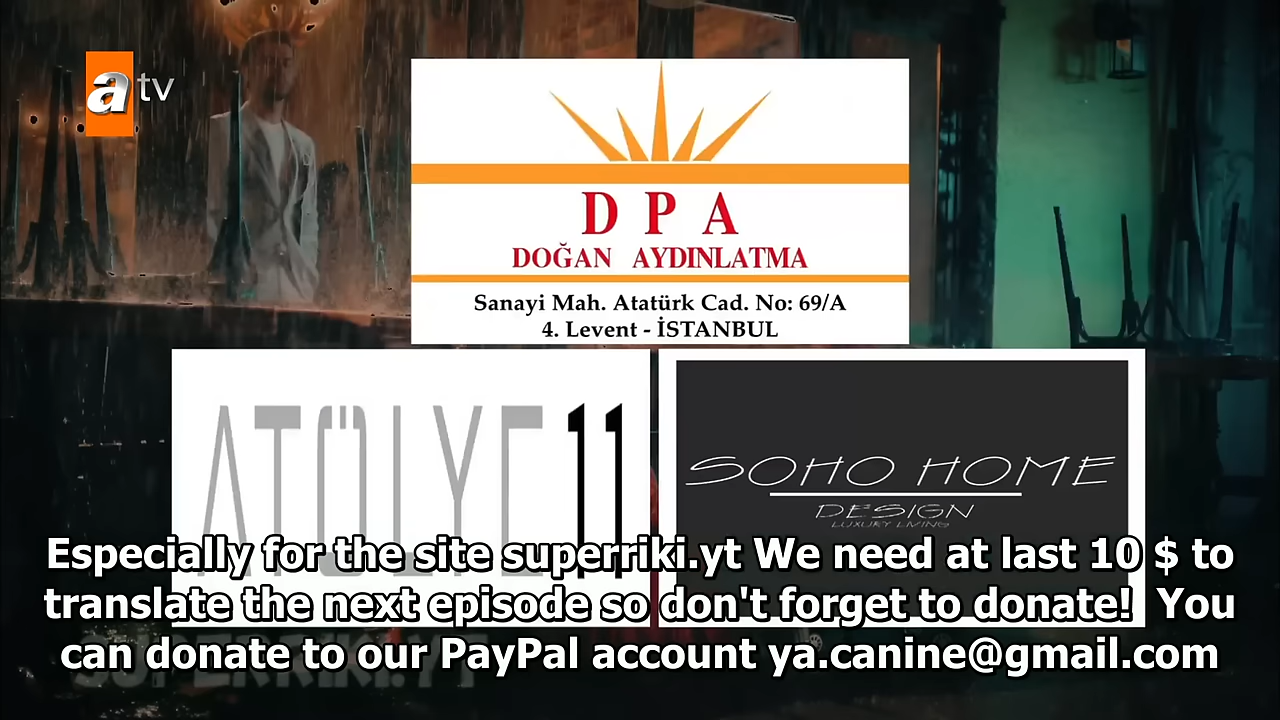 atv
DPA
DOĞAN AYDINLATMA
Sanayi Mah. Atatürk Cad. No: 69/A
4. Levent - İSTANBUL
ATÖLYE 11
SOHO HOME
DESIGN
LUXURY LIVING
Especially for the site superriki.yt We need at last 10 $ to
translate the next episode so don't forget to donate! You
can donate to our PayPal account ya.canine@gmail.com
SUPERRIKI.YT